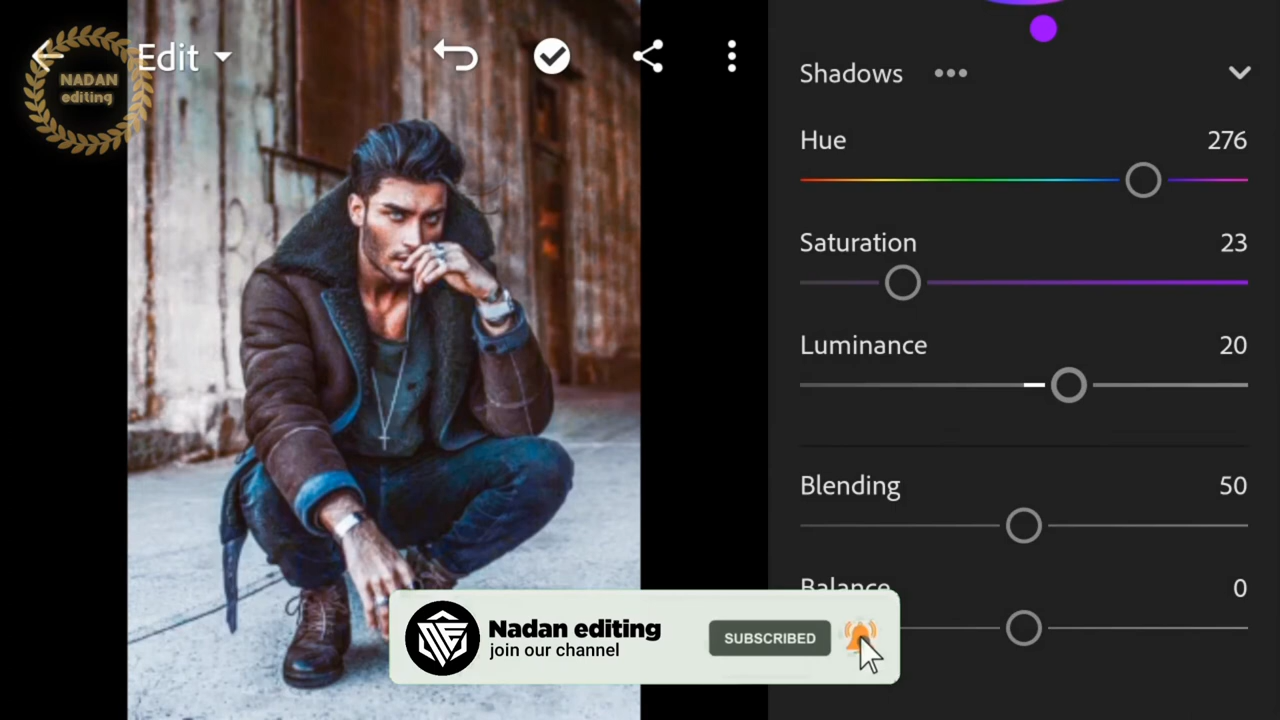 NADAN
editing
Edit
Shadows
Hue 276
Saturation 23
Luminance 20
Blending 50
Balance 0
Nadan editing
join our channel
SUBSCRIBED